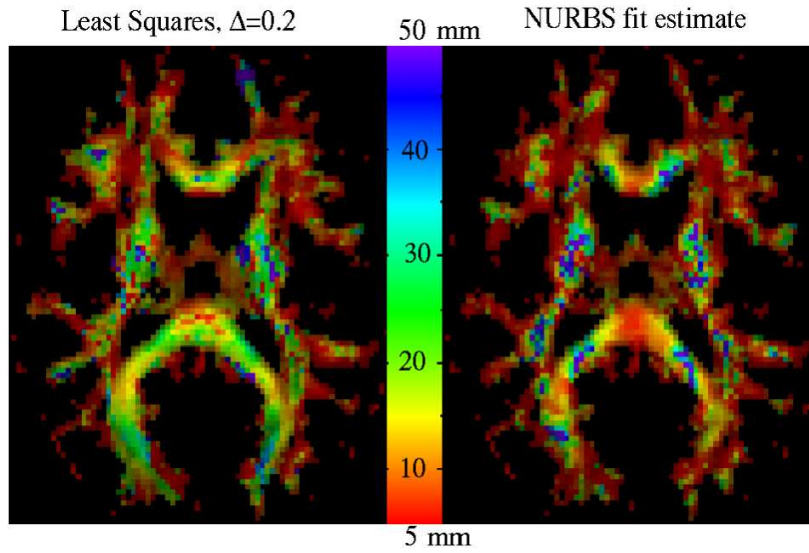 Least Squares, Δ=0.2
50 mm
NURBS fit estimate
40
30
20
10
5 mm